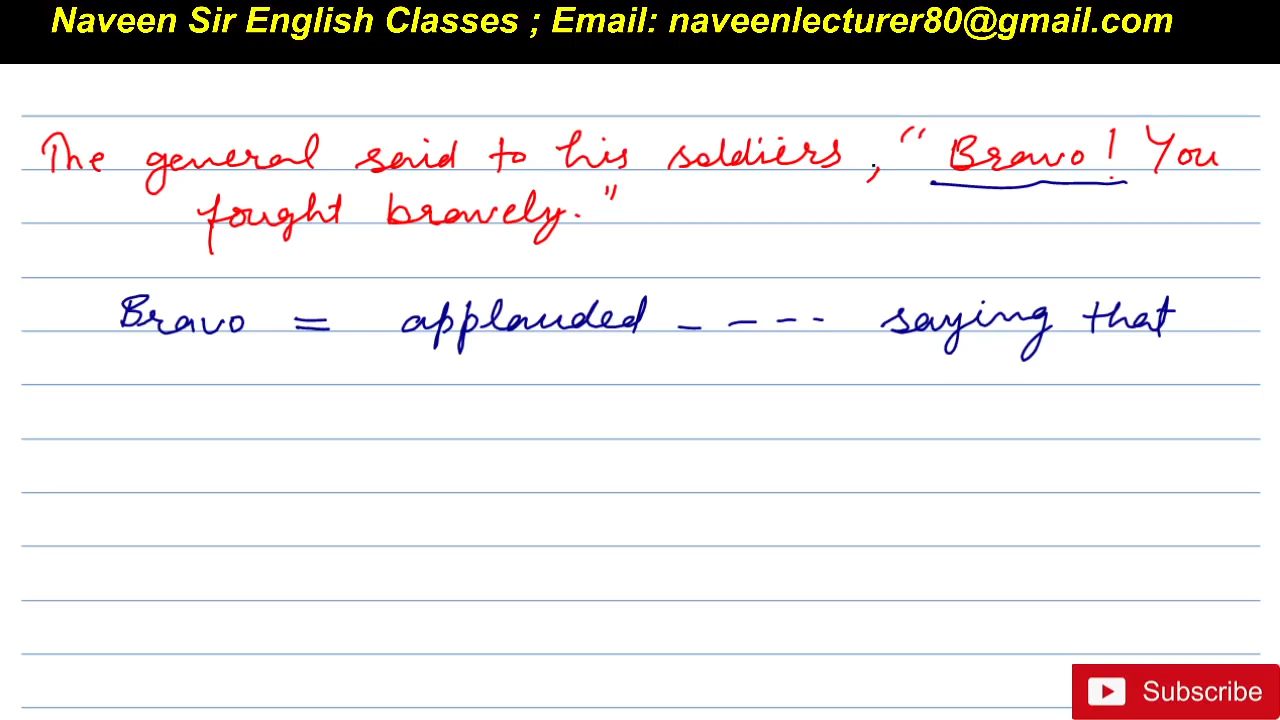 Naveen Sir English Classes ; Email: naveenlecturer80@gmail.com
The general said to his soldiers, "Bravo! You
fought bravely."
Bravo = applauded - - - - saying that
Subscribe